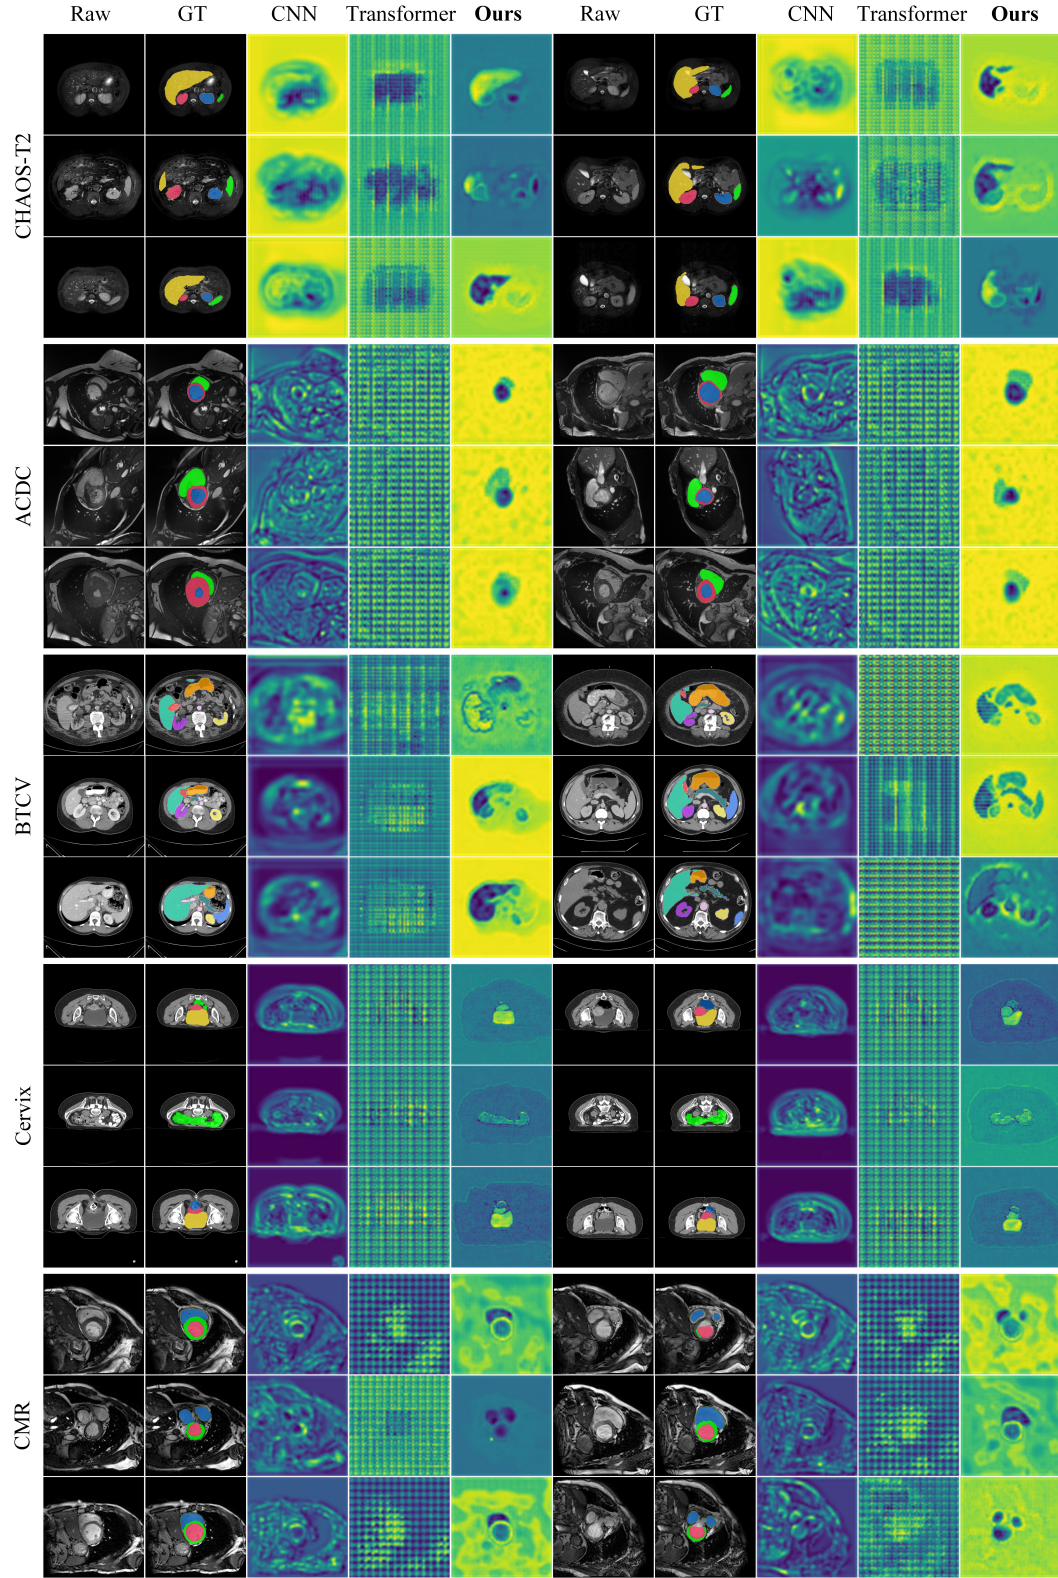 Raw GT CNN Transformer Ours Raw GT CNN Transformer Ours
CHAOS-T2
ACDC
BTCV
Cervix
CMR